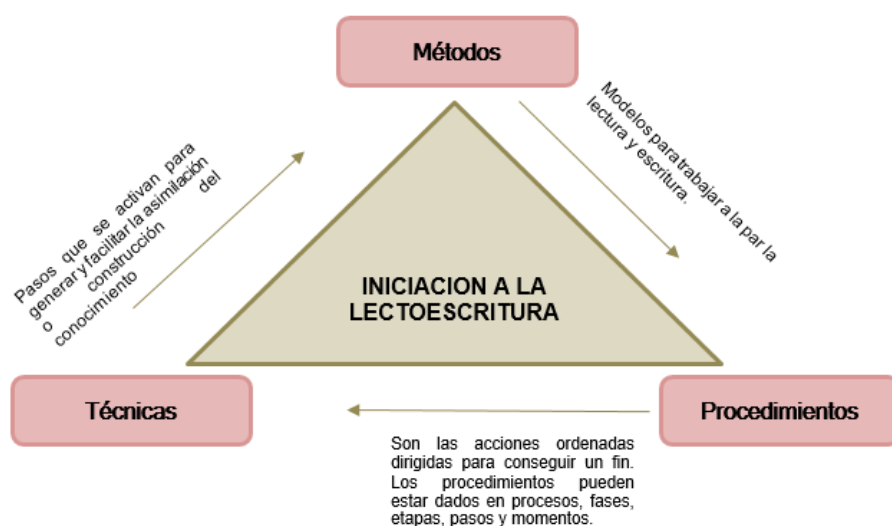 Métodos
Modelos para trabajar a la par la
lectura y escritura.
Pasos que se activan para
generar y facilitar la asimilación
o construcción del
conocimiento
INICIACION A LA
LECTOESCRITURA
Técnicas
Procedimientos
Son las acciones ordenadas
dirigidas para conseguir un fin.
Los procedimientos pueden
estar dados en procesos, fases,
etapas, pasos y momentos.